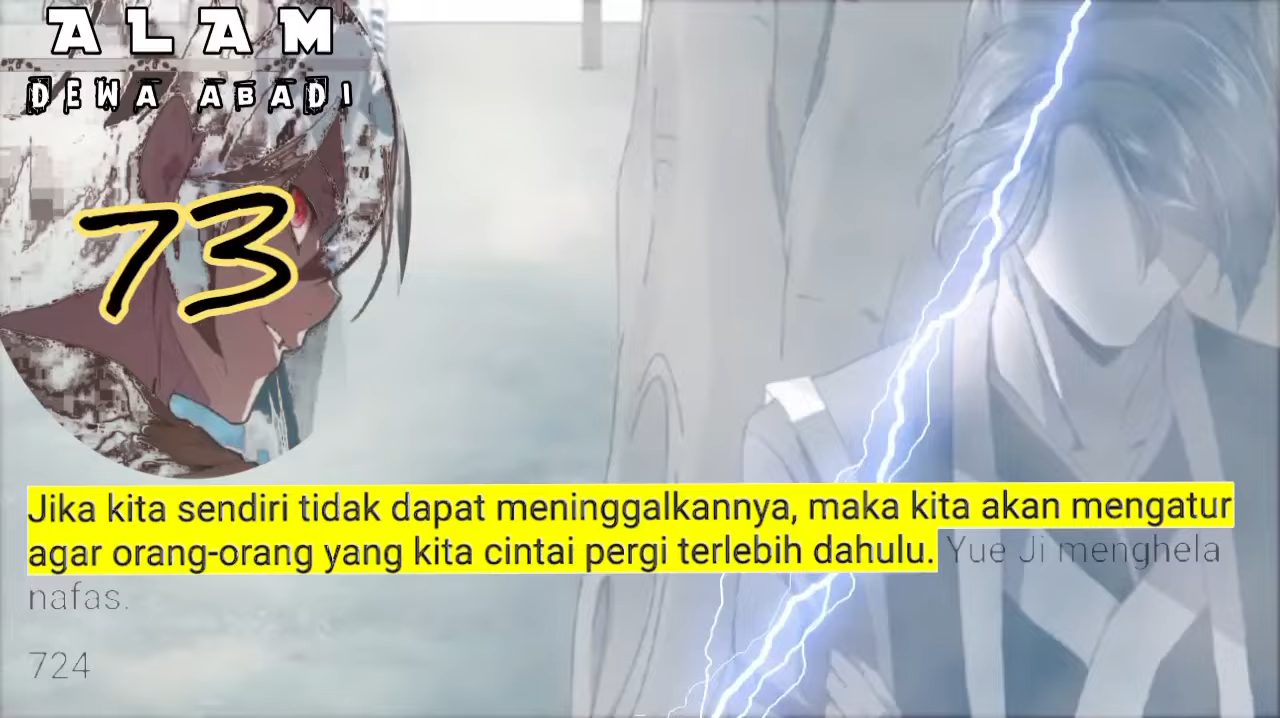 ALAM
DEWA ABADI
73
Jika kita sendiri tidak dapat meninggalkannya, maka kita akan mengatur
agar orang-orang yang kita cintai pergi terlebih dahulu. Yue Ji menghela
nafas.
724